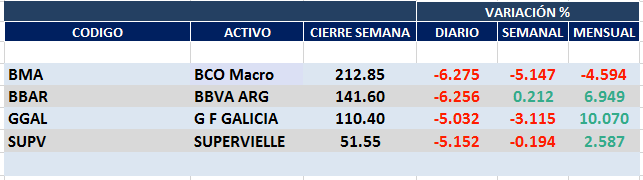 VARIACIÓN %
CODIGO ACTIVO CIERRE SEMANA DIARIO SEMANAL MENSUAL
BMA BCO Macro 212.85 -6.275 -5.147 -4.594
BBAR BBVA ARG 141.60 -6.256 0.212 6.949
GGAL G F GALICIA 110.40 -5.032 -3.115 10.070
SUPV SUPERVIELLE 51.55 -5.152 -0.194 2.587